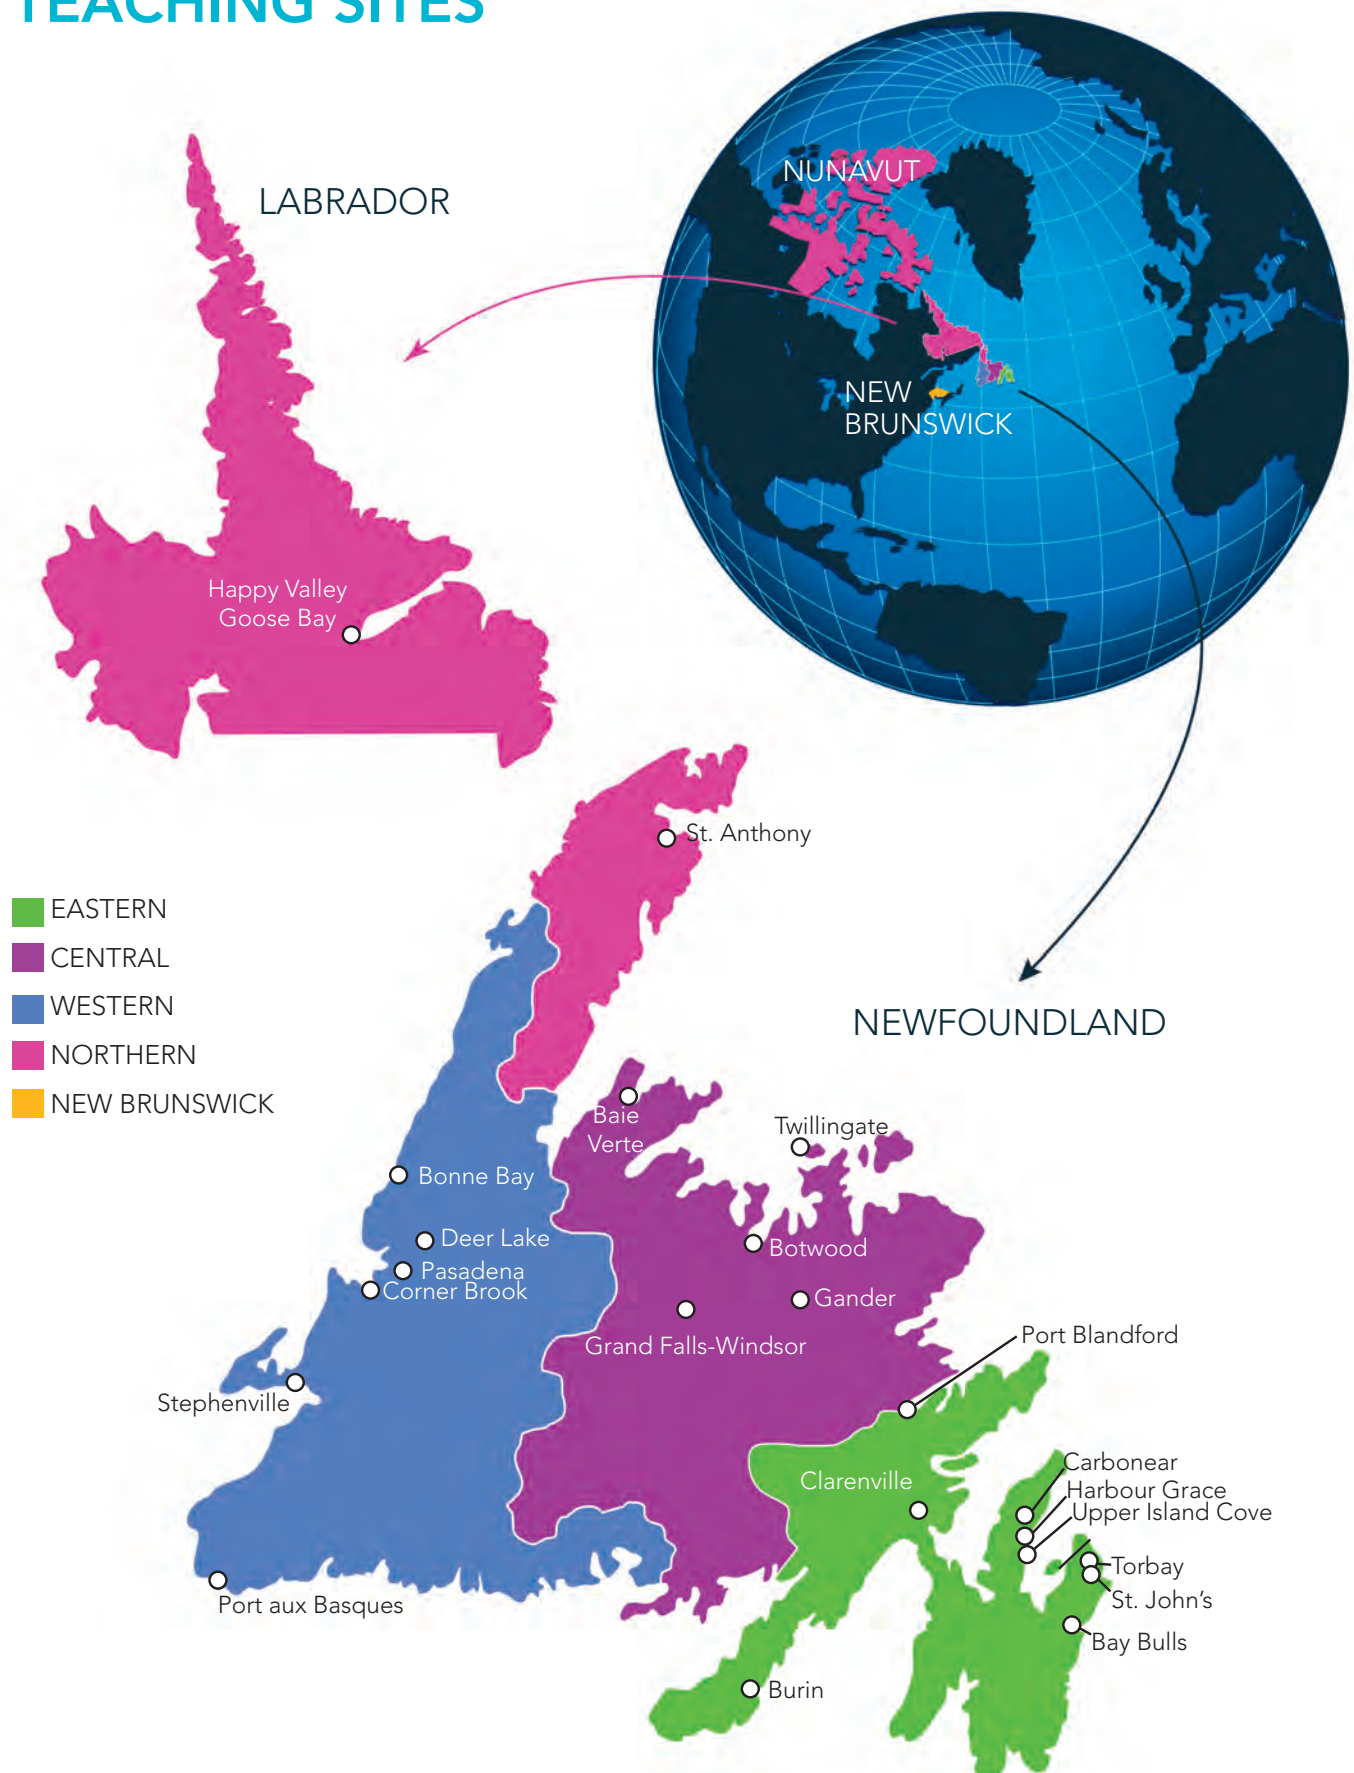 TEACHING SITES
LABRADOR
NUNAVUT
NEW
BRUNSWICK
Happy Valley
Goose Bay
St. Anthony
EASTERN
CENTRAL
WESTERN
NORTHERN
NEW BRUNSWICK
NEWFOUNDLAND
Baie
Verte
Twillingate
Bonne Bay
Deer Lake
Pasadena
Corner Brook
Botwood
Gander
Grand Falls-Windsor
Port Blandford
Stephenville
Clarenville
Carbonear
Harbour Grace
Upper Island Cove
Torbay
St. John's
Bay Bulls
Port aux Basques
Burin